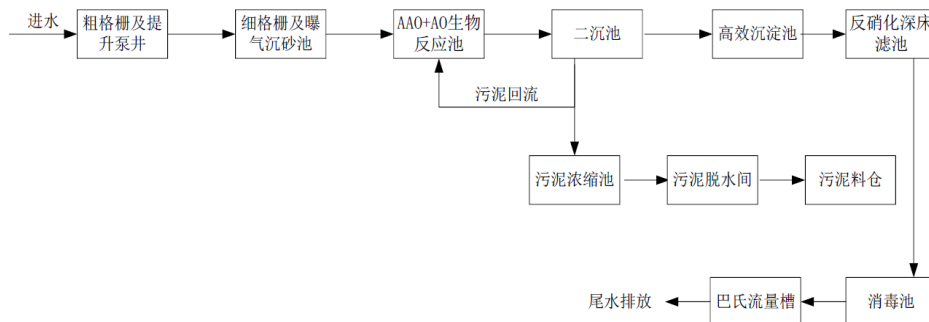 进水
粗格栅及提
升泵井
细格栅及曝
气沉砂池
AAO+AO生物
反应池
二沉池
高效沉淀池
反硝化深床
滤池
污泥回流
污泥浓缩池
污泥脱水间
污泥料仓
尾水排放
巴氏流量槽
消毒池